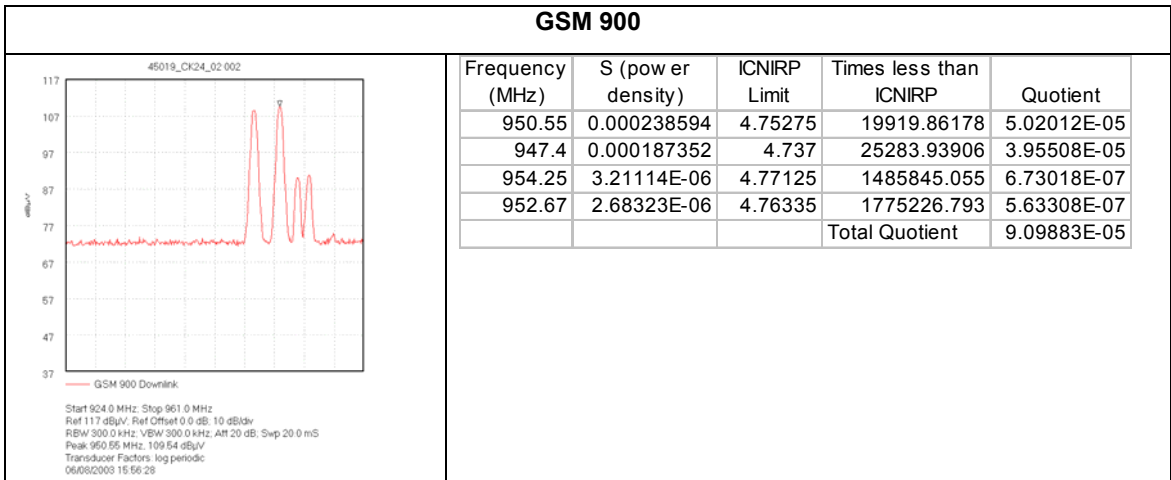 GSM 900
45019_CK24_02 002
117
107
97
87
77
67
57
47
37
dBµV
GSM 900 Downlink
Start 924.0 MHz; Stop 961.0 MHz
Ref 117 dBµV; Ref Offset 0.0 dB; 10 dB/div
RBW 300.0 kHz; VBW 300.0 kHz; Att 20 dB; Swp 20.0 mS
Peak 950.55 MHz, 109.54 dBµV
Transducer Factors: log periodic
06/08/2003 15:56:28
Frequency (MHz) S (pow er density) ICNIRP Limit Times less than ICNIRP Quotient
950.55 0.000238594 4.75275 19919.86178 5.02012E-05
947.4 0.000187352 4.737 25283.93906 3.95508E-05
954.25 3.21114E-06 4.77125 1485845.055 6.73018E-07
952.67 2.68323E-06 4.76335 1775226.793 5.63308E-07
Total Quotient 9.09883E-05